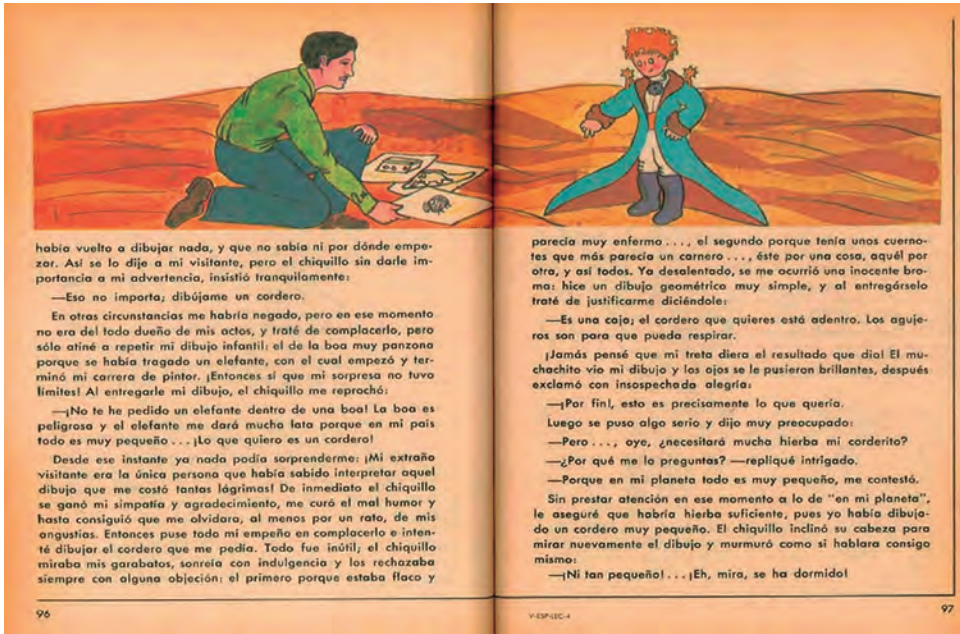 había vuelto a dibujar nada, y que no sabía ni por dónde empe-
zar. Así se lo dije a mi visitante, pero el chiquillo sin darle im-
portancia a mi advertencia, insistió tranquilamente:
—Eso no importa; dibújame un cordero.
En otras circunstancias me habría negado, pero en ese momento
no era del todo dueño de mis actos, y traté de complacerlo, pero
sólo atiné a repetir mi dibujo infantil: el de la boa muy panzona
porque se había tragado un elefante, con el cual empezó y ter-
minó mi carrera de pintor. ¡Entonces sí que mi sorpresa no tuvo
límites! Al entregarle mi dibujo, el chiquillo me reprochó:
—¡No te he pedido un elefante dentro de una boa! La boa es
peligrosa y el elefante me dará mucha lata porque en mi país
todo es muy pequeño . . . ¡Lo que quiero es un cordero!
Desde ese instante ya nada podía sorprenderme: ¡Mi extraño
visitante era la única persona que había sabido interpretar aquel
dibujo que me costó tantas lágrimas! De inmediato el chiquillo
se ganó mi simpatía y agradecimiento, me curó el mal humor y
hasta consiguió que me olvidara, al menos por un rato, de mis
angustias. Entonces puse todo mi empeño en complacerlo e inten-
té dibujar el cordero que me pedía. Todo fue inútil; el chiquillo
miraba mis garabatos, sonreía con indulgencia y los rechazaba
siempre con alguna objeción: el primero porque estaba flaco y
96
parecía muy enfermo . . ., el segundo porque tenía unos cuerno-
tes que más parecía un carnero . . ., éste por una cosa, aquél por
otra, y así todos. Ya desalentado, se me ocurrió una inocente bro-
ma: hice un dibujo geométrico muy simple, y al entregárselo
traté de justificarme diciéndole:
—Es una caja; el cordero que quieres está adentro. Los aguje-
ros son para que pueda respirar.
¡Jamás pensé que mi treta diera el resultado que dio! El mu-
chachito vio mi dibujo y los ojos se le pusieron brillantes, después
exclamó con insospechada alegría:
—¡Por fin!, esto es precisamente lo que quería.
Luego se puso algo serio y dijo muy preocupado:
—Pero . . ., oye, ¿necesitará mucha hierba mi corderito?
—¿Por qué me lo preguntas? —repliqué intrigado.
—Porque en mi planeta todo es muy pequeño, me contestó.
Sin prestar atención en ese momento a lo de "en mi planeta",
le aseguré que habría hierba suficiente, pues yo había dibuja-
do un cordero muy pequeño. El chiquillo inclinó su cabeza para
mirar nuevamente el dibujo y murmuró como si hablara consigo
mismo:
—¡Ni tan pequeño! . . . ¡Eh, mira, se ha dormido!
V-ESP-LEC-4
97